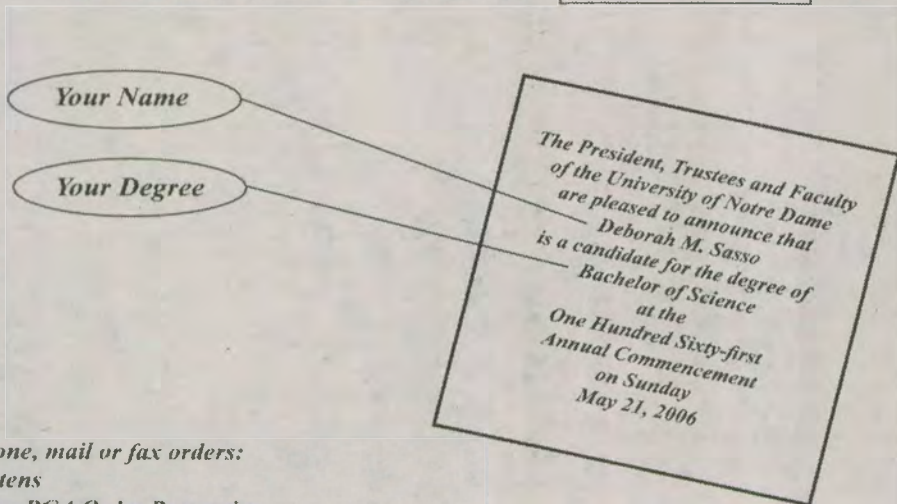 Your Name
Your Degree
The President, Trustees and Faculty
of the University of Notre Dame
are pleased to announce that
Deborah M. Sasso
is a candidate for the degree of
Bachelor of Science
at the
One Hundred Sixty-first
Annual Commencement
on Sunday
May 21, 2006
one, mail or fax orders:
tens